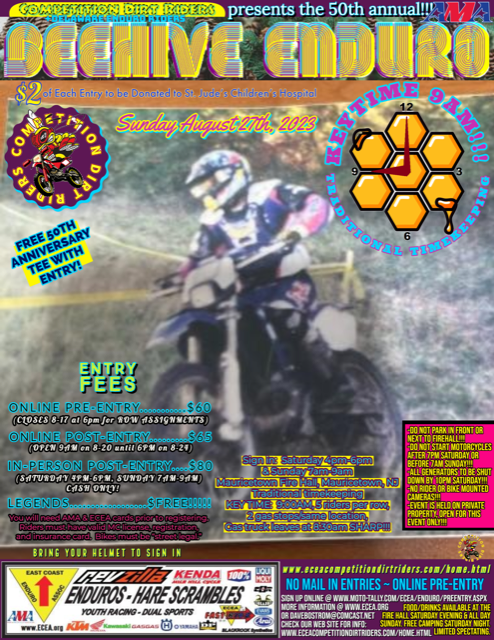 COMPETITION DIRT RIDERS
DELAWARE ENDURO RIDERS
presents the 50th annual!!!
AMA
BEEHIVE ENDURO
$2 of Each Entry to be Donated to St. Jude's Children's Hospital
Sunday August 27th, 2023
COMPETITION DIRT RIDERS
KEYTIME 9AM!!!!
12
9
3
6
TRADITIONAL TIMEKEEPING
FREE 50TH
ANNIVERSARY
TEE WITH
ENTRY!
ENTRY
FEES
ONLINE PRE-ENTRY...........$60
(CLOSES 8-17 at 6pm for ROW ASSIGNMENTS)
ONLINE POST-ENTRY.........$65
(OPEN 9AM on 8-20 until 6PM on 8-24)
IN-PERSON POST-ENTRY...$80
(SATURDAY 4PM-6PM, SUNDAY 7AM-9AM)
CASH ONLY!
LEGENDS..................$FREE!!!!!
You will need AMA & ECEA cards prior to registering.
Riders must have valid MC license, registration
and insurance card. Bikes must be "street legal"
Sign in: Saturday 4pm-6pm
& Sunday 7am-9am
Mauricetown Fire Hall, Mauricetown, NJ
Traditional timekeeping
KEY TIME: 9:00AM, 5 riders per row,
2 gas stops,same location,
Gas truck leaves at 8:30am SHARP!!!
-DO NOT PARK IN FRONT OR
NEXT TO FIREHALL!!!
-DO NOT START MOTORCYCLES
AFTER 7PM SATURDAY,OR
BEFORE 7AM SUNDAY!!!
-ALL GENERATORS TO BE SHUT
DOWN BY 10PM SATURDAY!!!
-NO RIDER OR BIKE MOUNTED
CAMERAS!!!
-EVENT IS HELD ON PRIVATE
PROPERTY, OPEN FOR THIS
EVENT ONLY!!!
BRING YOUR HELMET TO SIGN IN
EAST COAST
ENDURO
ASSOC
AMA
www.ecea.org
REVZILLA
KENDA
100%
ENDUROS - HARE SCRAMBLES
YOUTH RACING - DUAL SPORTS
KTM
Kawasaki
GASGAS
YAMAHA
FAST
www.eceacompetitiondirtriders.com/home.html
NO MAIL IN ENTRIES ~ ONLINE PRE-ENTRY
SIGN UP ONLINE @ WWW.MOTO-TALLY.COM/ECEA/ENDURO/PREENTRY.ASPX
MORE INFORMATION @ WWW.ECEA.ORG
OR DAVEBOSTROM@COMCAST.NET
CHECK OUR WEB SITE FOR INFO:
WWW.ECEACOMPETITIONDIRTRIDERS.COM/HOME.HTML
FOOD/DRINKS AVAILABLE AT THE
FIRE HALL SATURDAY EVENING & ALL DAY
SUNDAY. FREE CAMPING SATURDAY NIGHT.
LIMITED SPECTATING.